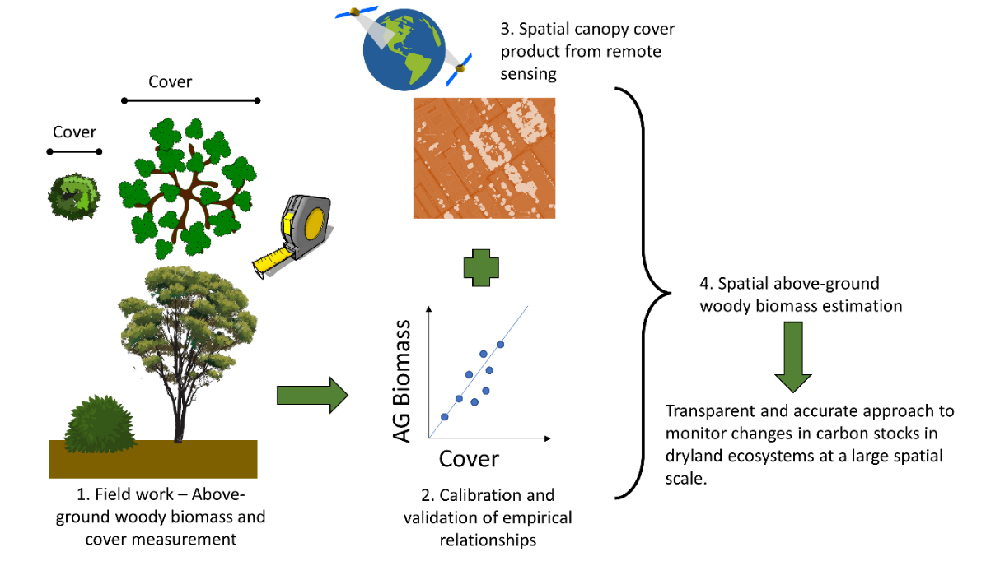 Cover
Cover
1. Field work – Above-
ground woody biomass and
cover measurement
AG Biomass
Cover
2. Calibration and
validation of empirical
relationships
3. Spatial canopy cover
product from remote
sensing
4. Spatial above-ground
woody biomass estimation
Transparent and accurate approach to
monitor changes in carbon stocks in
dryland ecosystems at a large spatial
scale.